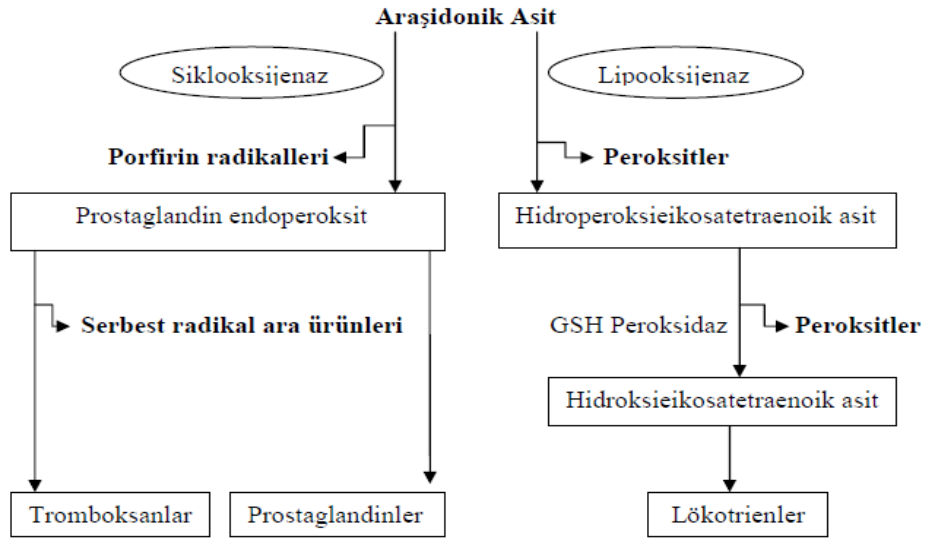 Araşidonik Asit
Siklooksijenaz
Lipooksijenaz
Porfirin radikalleri
Peroksitler
Prostaglandin endoperoksit
Hidroperoksieikosatetraenoik asit
Serbest radikal ara ürünleri
GSH Peroksidaz
Peroksitler
Hidroksieikosatetraenoik asit
Tromboksanlar
Prostaglandinler
Lökotrienler